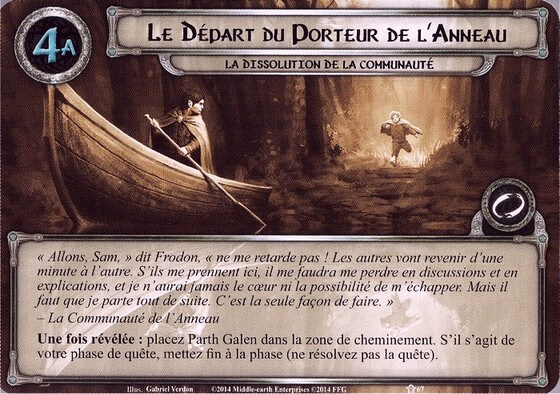 4A
Le Départ du Porteur de l'Anneau
La dissolution de la Communauté
« Allons, Sam, » dit Frodon, « ne me retarde pas ! Les autres vont revenir d'une
minute à l'autre. S'ils me prennent ici, il me faudra me perdre en discussions et en
explications, et je n'aurai jamais le cœur ni la possibilité de m'échapper. Mais il
faut que je parte tout de suite. C'est la seule façon de faire. »
– La Communauté de l'Anneau
Une fois révélée : placez Parth Galen dans la zone de cheminement. S'il s'agit de
votre phase de quête, mettez fin à la phase (ne résolvez pas la quête).
Illus. Gabriel Verdon ©2014 Middle-earth Enterprises ©2014 FFG 67